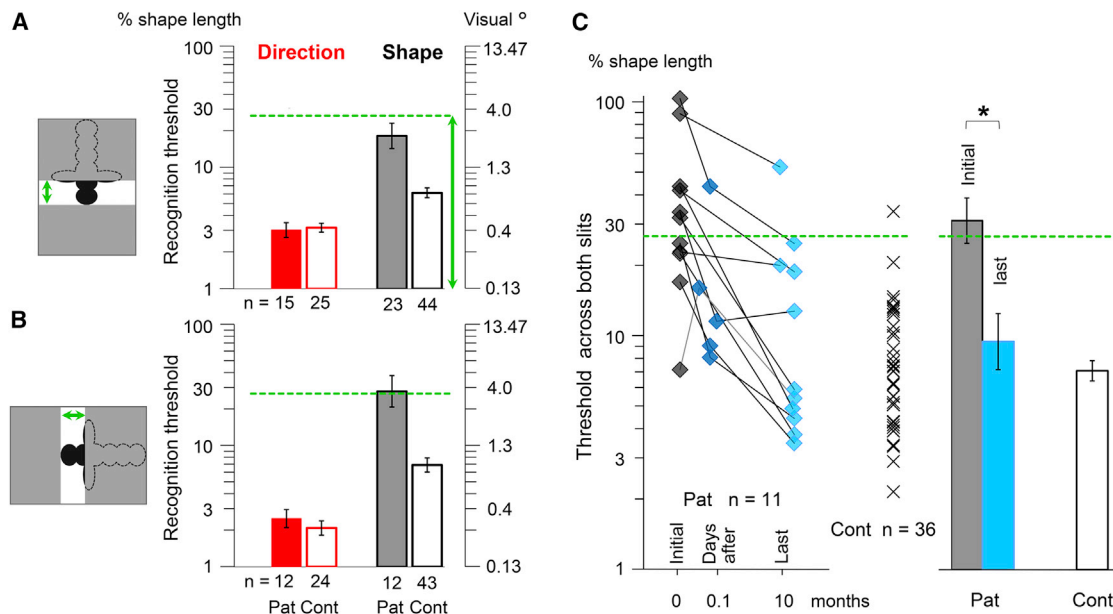 A
% shape length
Visual °
Direction Shape
Recognition threshold
100
30
10
3
1
13.47
4.0
1.3
0.4
0.13
n = 15 25 23 44
B
Recognition threshold
100
30
10
3
1
13.47
4.0
1.3
0.4
0.13
n = 12 24 12 43
Pat Cont Pat Cont
C
% shape length
Threshold across both slits
100
30
10
3
1
Pat n = 11
Initial
Days
after
Last
0 0.1 10 months
Cont n = 36
*
Initial
last
Pat Cont